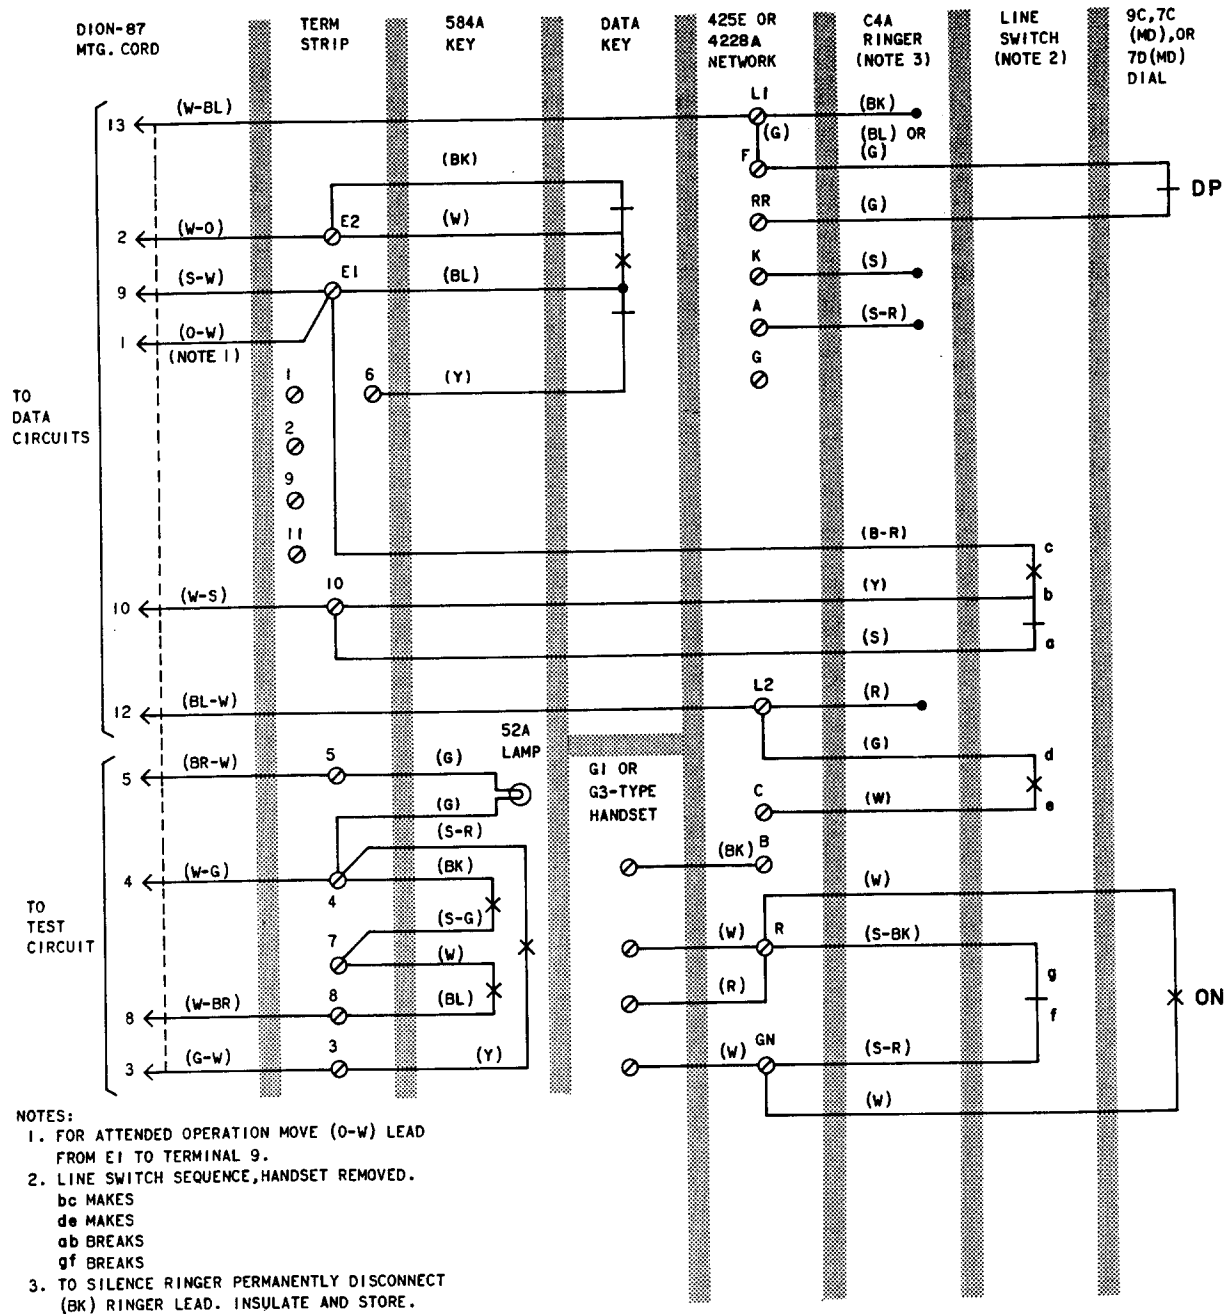 DION-87
MTG. CORD
TERM
STRIP
584A
KEY
DATA
KEY
425E OR
4228A
NETWORK
C4A
RINGER
(NOTE 3)
LINE
SWITCH
(NOTE 2)
9C,7C
(MD),OR
7D(MD)
DIAL
L1
(BK)
(W-BL)
13
(G)
(BL) OR
(G)
F
(BK)
DP
RR
(G)
E2
(W)
(W-O)
2
K
(S)
(S-W)
E1
(BL)
9
A
(S-R)
(O-W)
1
(NOTE 1)
G
1
6
(Y)
TO
DATA
CIRCUITS
2
9
11
(B-R)
c
10
(Y)
(W-S)
b
10
(S)
a
L2
(R)
(BL-W)
12
52A
LAMP
(G)
d
5
(G)
(BR-W)
5
G1 OR
G3-TYPE
HANDSET
C
(W)
e
(G)
(S-R)
(BK)
B
(BK)
(W-G)
4
4
(W)
TO
TEST
CIRCUIT
(S-G)
7
(W)
(W)
R
(S-BK)
g
(R)
8
(BL)
(W-BR)
8
f
ON
3
(Y)
(G-W)
3
(W)
GN
(S-R)
(W)
NOTES:
1. FOR ATTENDED OPERATION MOVE (O-W) LEAD
FROM E1 TO TERMINAL 9.
2. LINE SWITCH SEQUENCE,HANDSET REMOVED.
bc MAKES
de MAKES
ab BREAKS
gf BREAKS
3. TO SILENCE RINGER PERMANENTLY DISCONNECT
(BK) RINGER LEAD. INSULATE AND STORE.